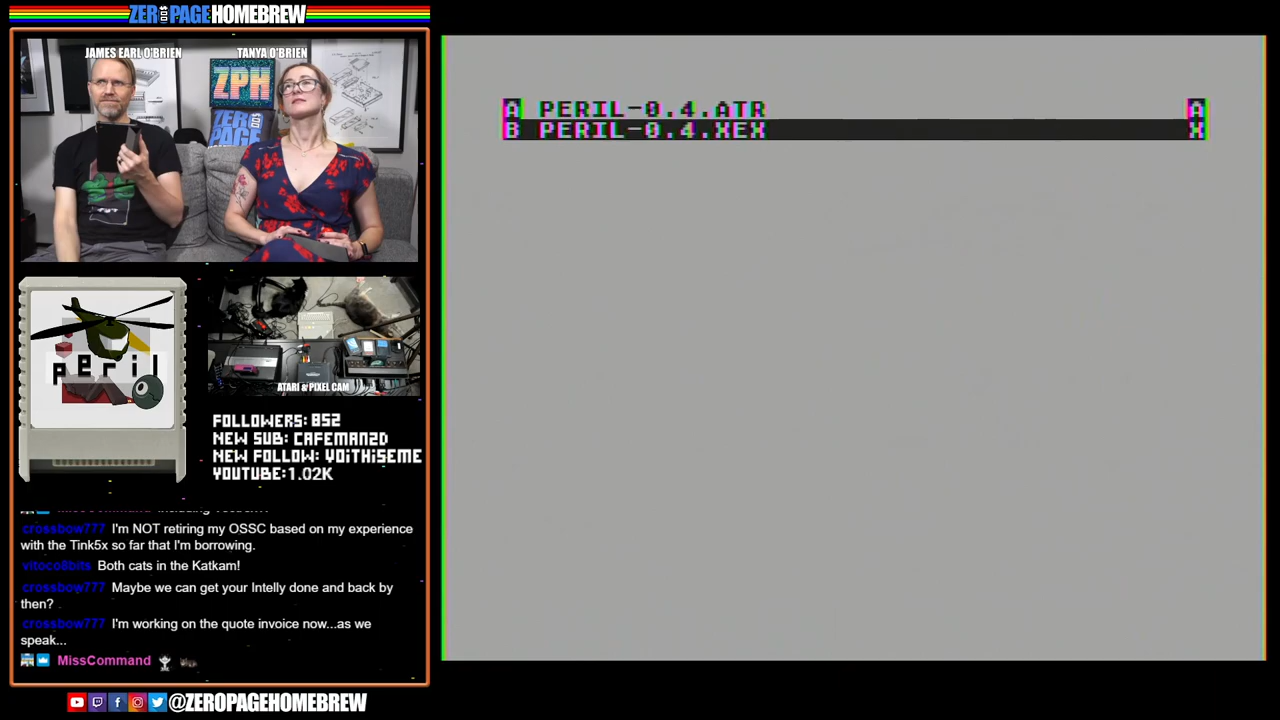 ZEROPAGE HOMEBREW
JAMES EARL O'BRIEN
TANYA O'BRIEN
ZPH
ZERO
PAGE
peril
ATARI & PIXEL CAM
FOLLOWERS: 852
NEW SUB: CAFEMAN2D
NEW FOLLOW: VOITHISEME
YOUTUBE:1.02K
crossbow777 I'm NOT retiring my OSSC based on my experience
with the Tink5x so far that I'm borrowing.
vitoco8bits Both cats in the Katkam!
crossbow777 Maybe we can get your Intelly done and back by
then?
crossbow777 I'm working on the quote invoice now...as we
speak...
MissCommand
@ZEROPAGEHOMEBREW
A PERIL-0.4.ATR A
B PERIL-0.4.XEX X